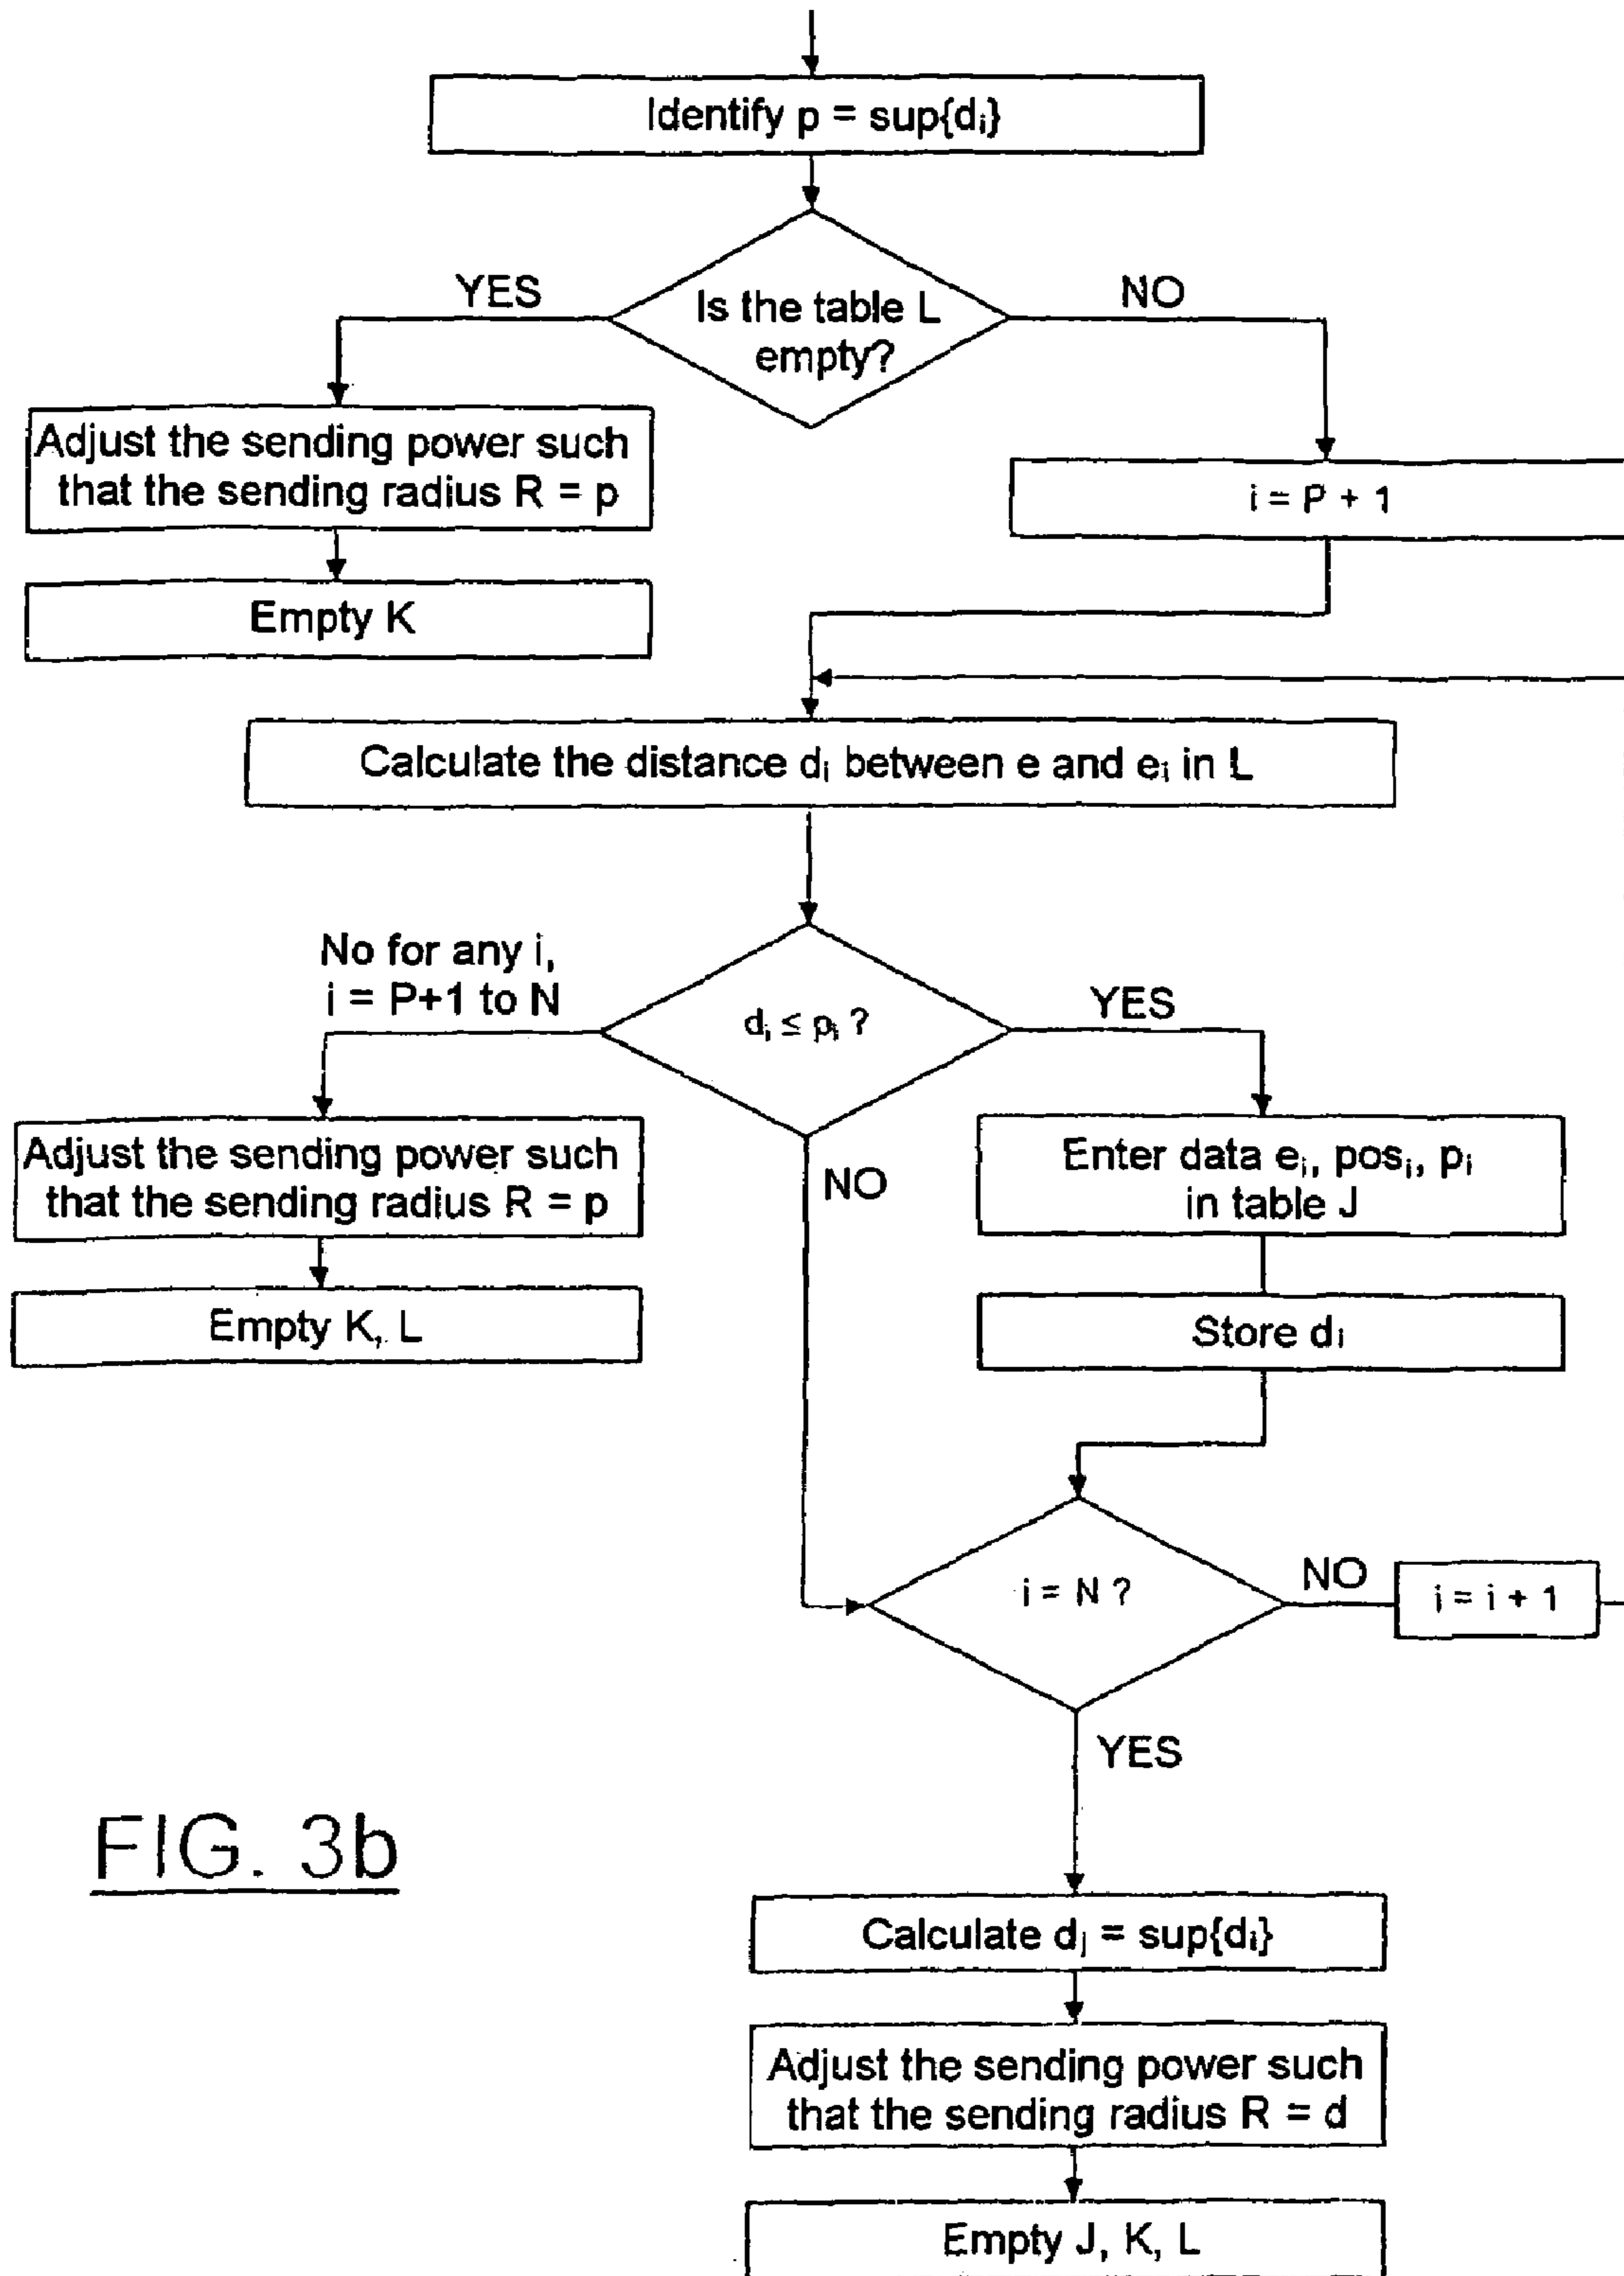 Identify p = sup{dᵢ}
Is the table L
empty?
YES
NO
Adjust the sending power such
that the sending radius R = p
i = P + 1
Empty K
Calculate the distance dᵢ between e and eᵢ in L
No for any i,
i = P+1 to N
dᵢ ≤ pᵢ ?
YES
NO
Adjust the sending power such
that the sending radius R = p
Enter data eᵢ, posᵢ, pᵢ
in table J
Empty K, L
Store dᵢ
i = N ?
NO
i = i + 1
YES
FIG. 3b
Calculate dⱼ = sup{dᵢ}
Adjust the sending power such
that the sending radius R = d
Empty J, K, L